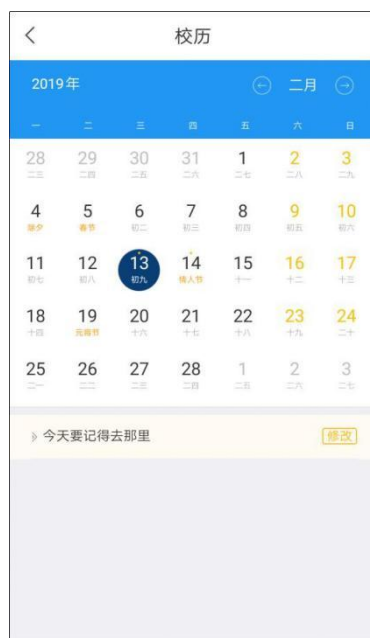 校历
2019年 二月
一 二 三 四 五 六 日
28 29 30 31 1 2 3
二三 二四 二五 二六 二七 二八 二九
4 5 6 7 8 9 10
除夕 春节 初二 初三 初四 初五 初六
11 12 13 14 15 16 17
初七 初八 初九 情人节 十一 十二 十三
18 19 20 21 22 23 24
十四 元宵节 十六 十七 十八 十九 二十
25 26 27 28 1 2 3
二一 二二 二三 二四 二五 二六 二七
今天要记得去那里 修改